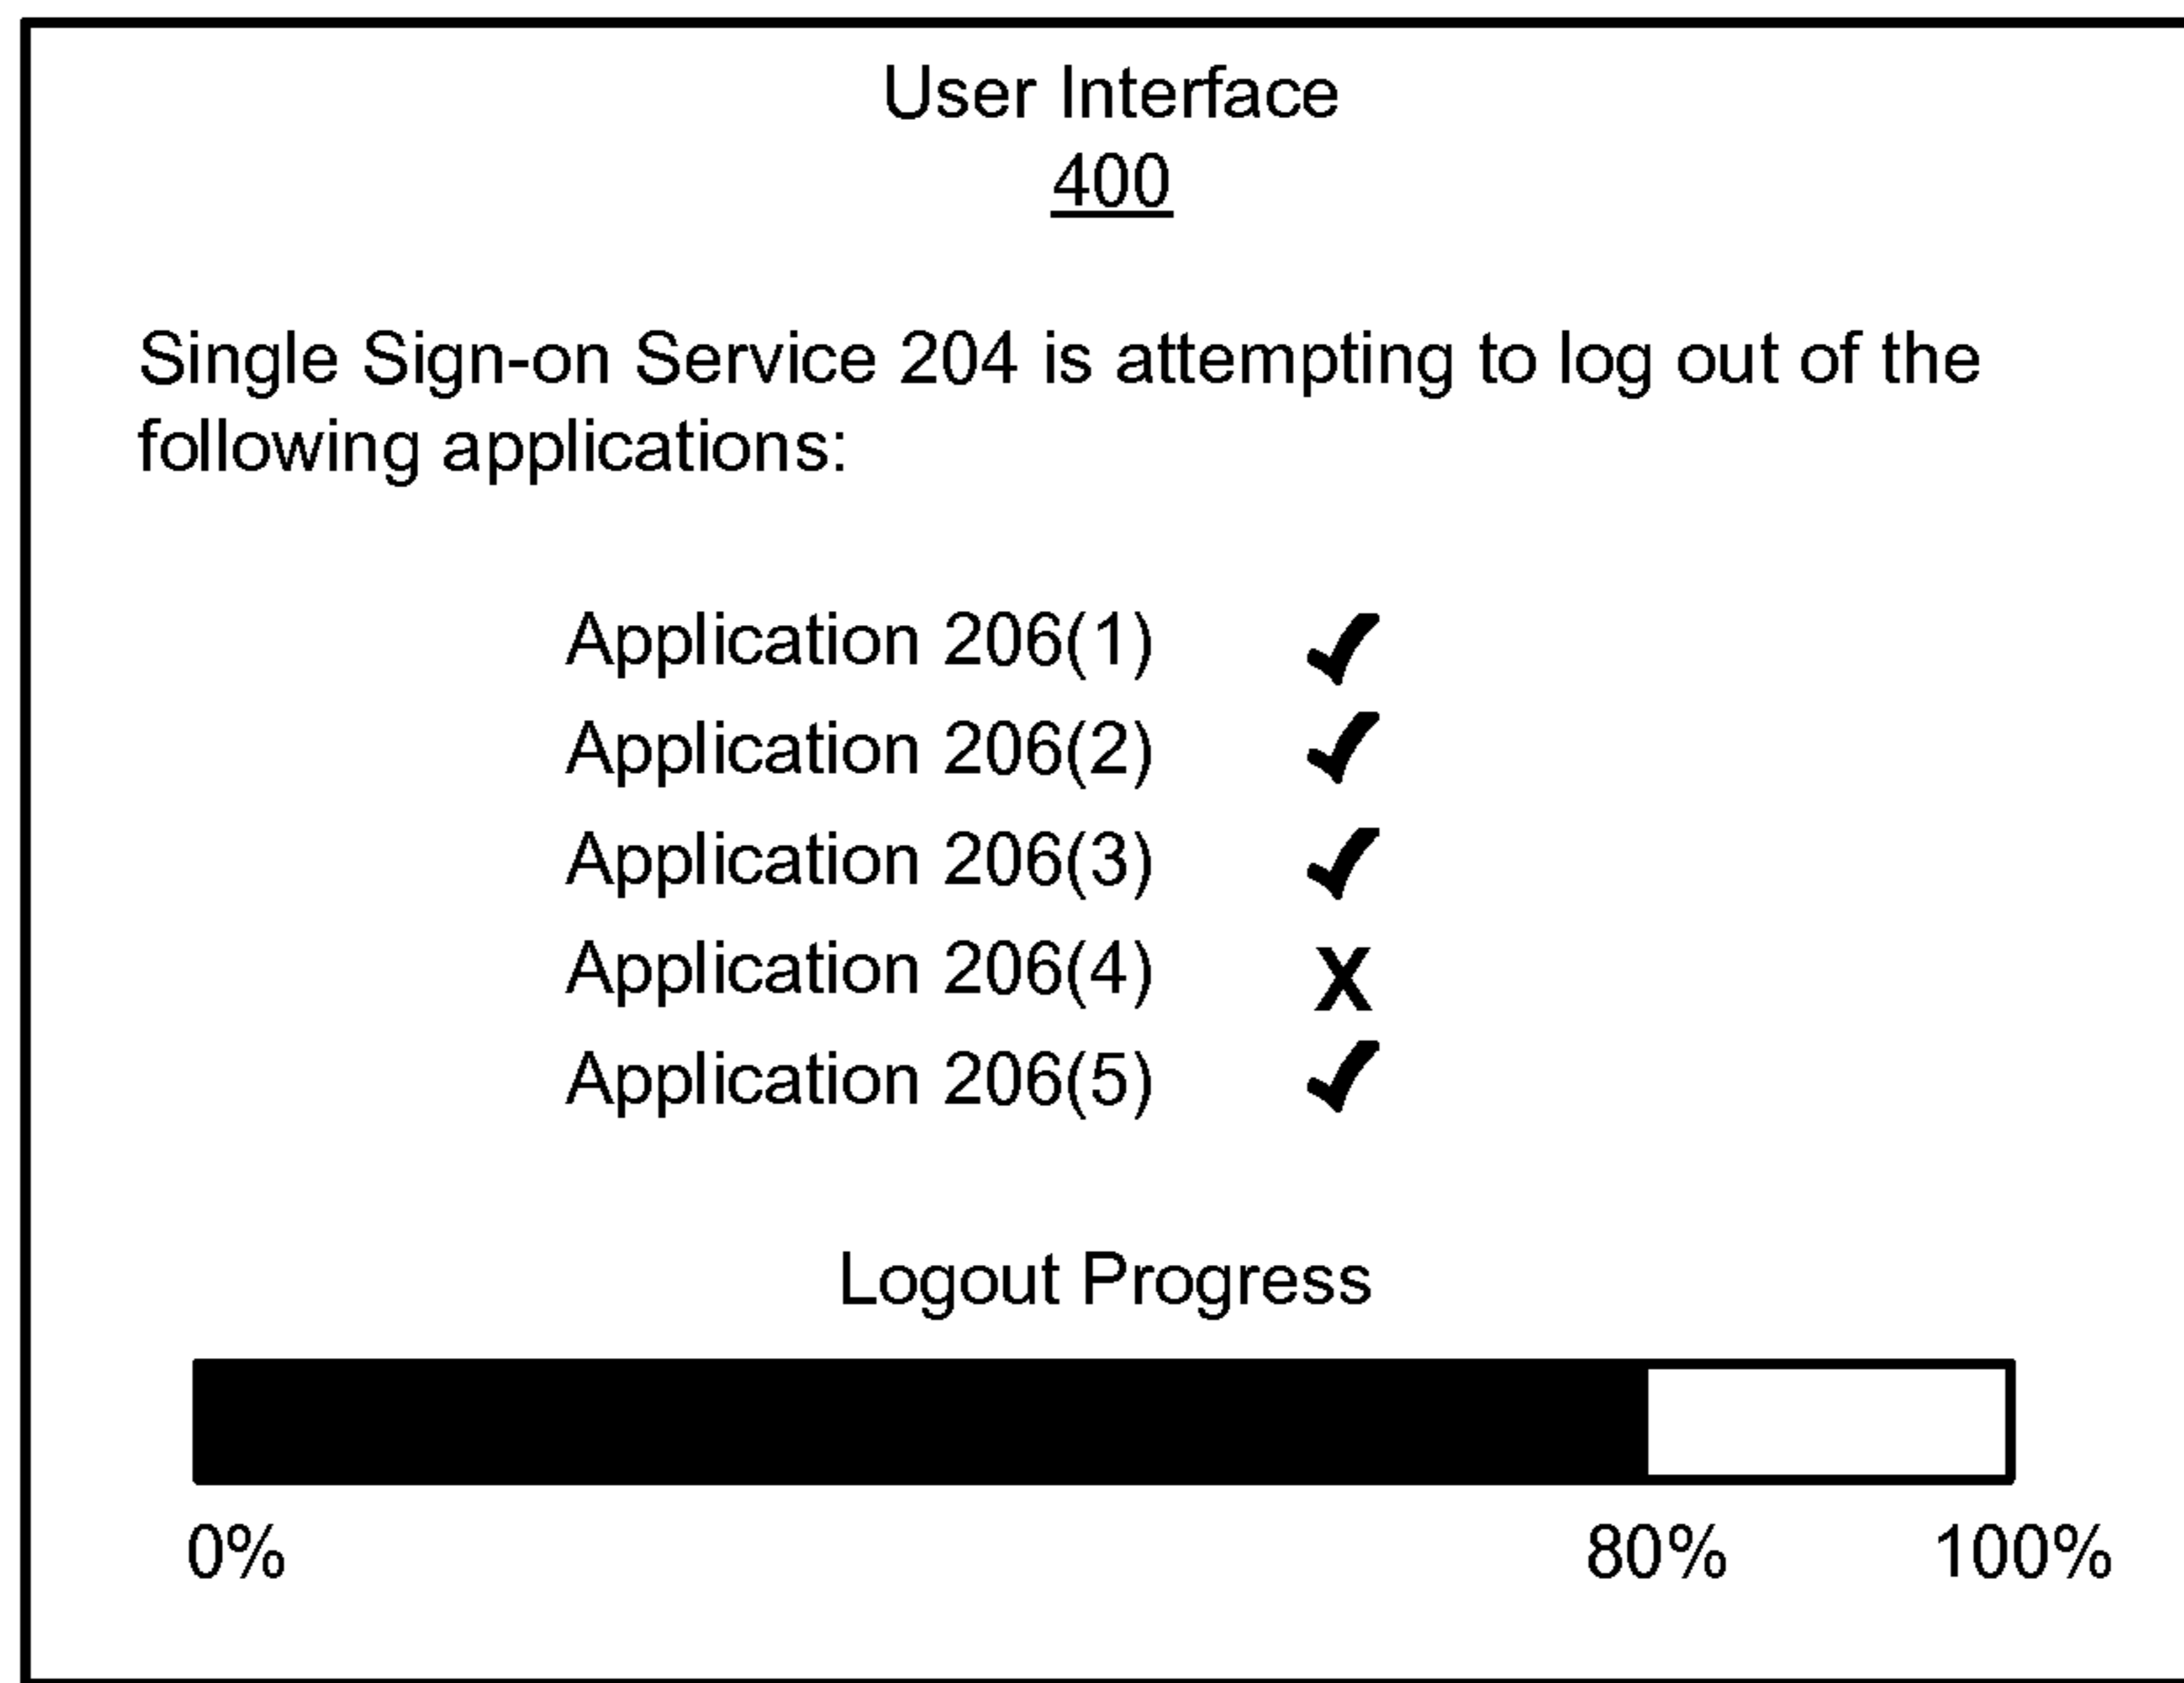 User Interface
400
Single Sign-on Service 204 is attempting to log out of the
following applications:
Application 206(1) ✓
Application 206(2) ✓
Application 206(3) ✓
Application 206(4) X
Application 206(5) ✓
Logout Progress
0% 80% 100%